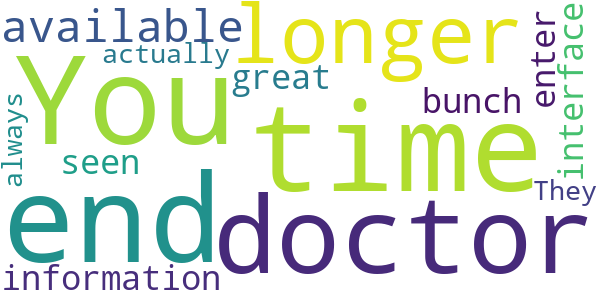 available
longer
actually
You
great
bunch
enter
interface
always
seen
time
end
doctor
They
information